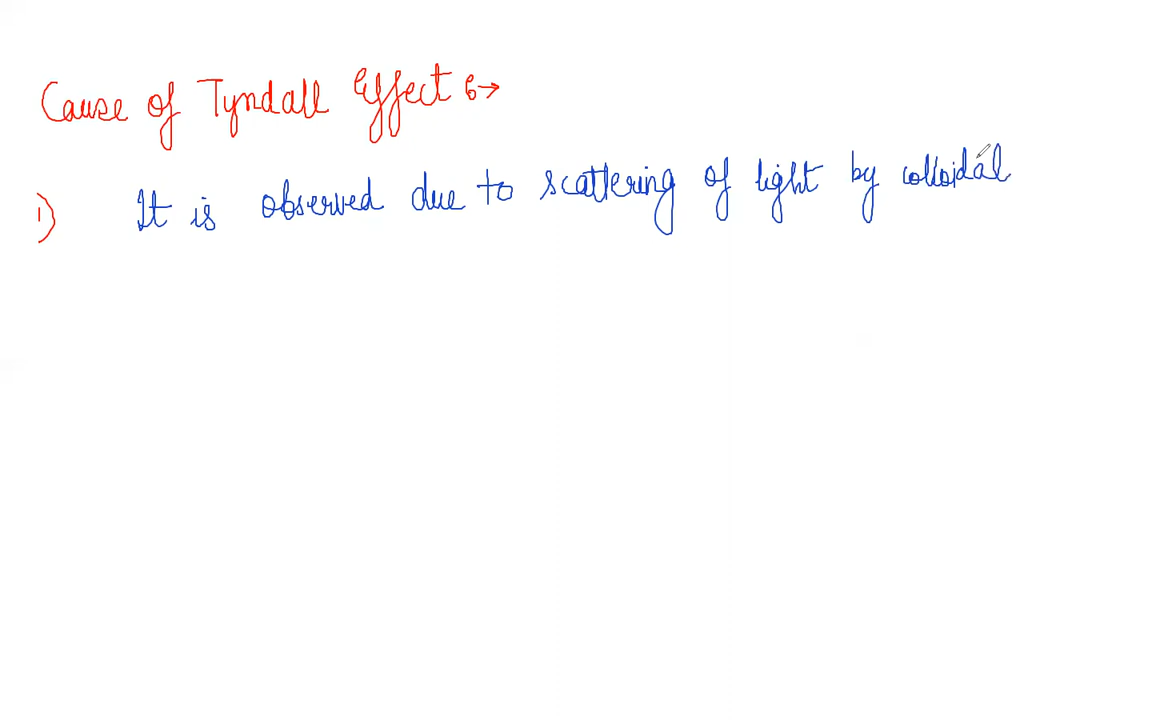 Cause of Tyndall Effect :→
1) It is observed due to scattering of light by colloidal